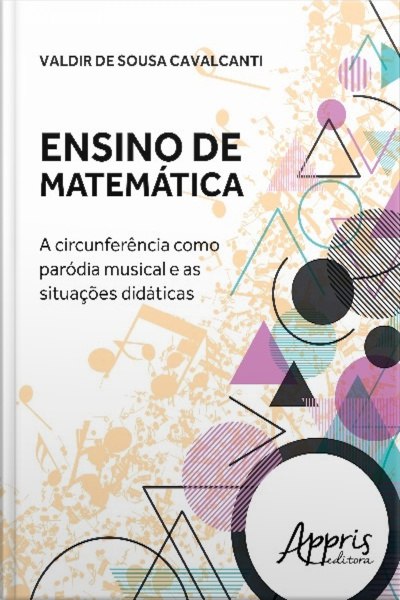 VALDIR DE SOUSA CAVALCANTI
ENSINO DE
MATEMÁTICA
A circunferência como
paródia musical e as
situações didáticas
Appris
editora